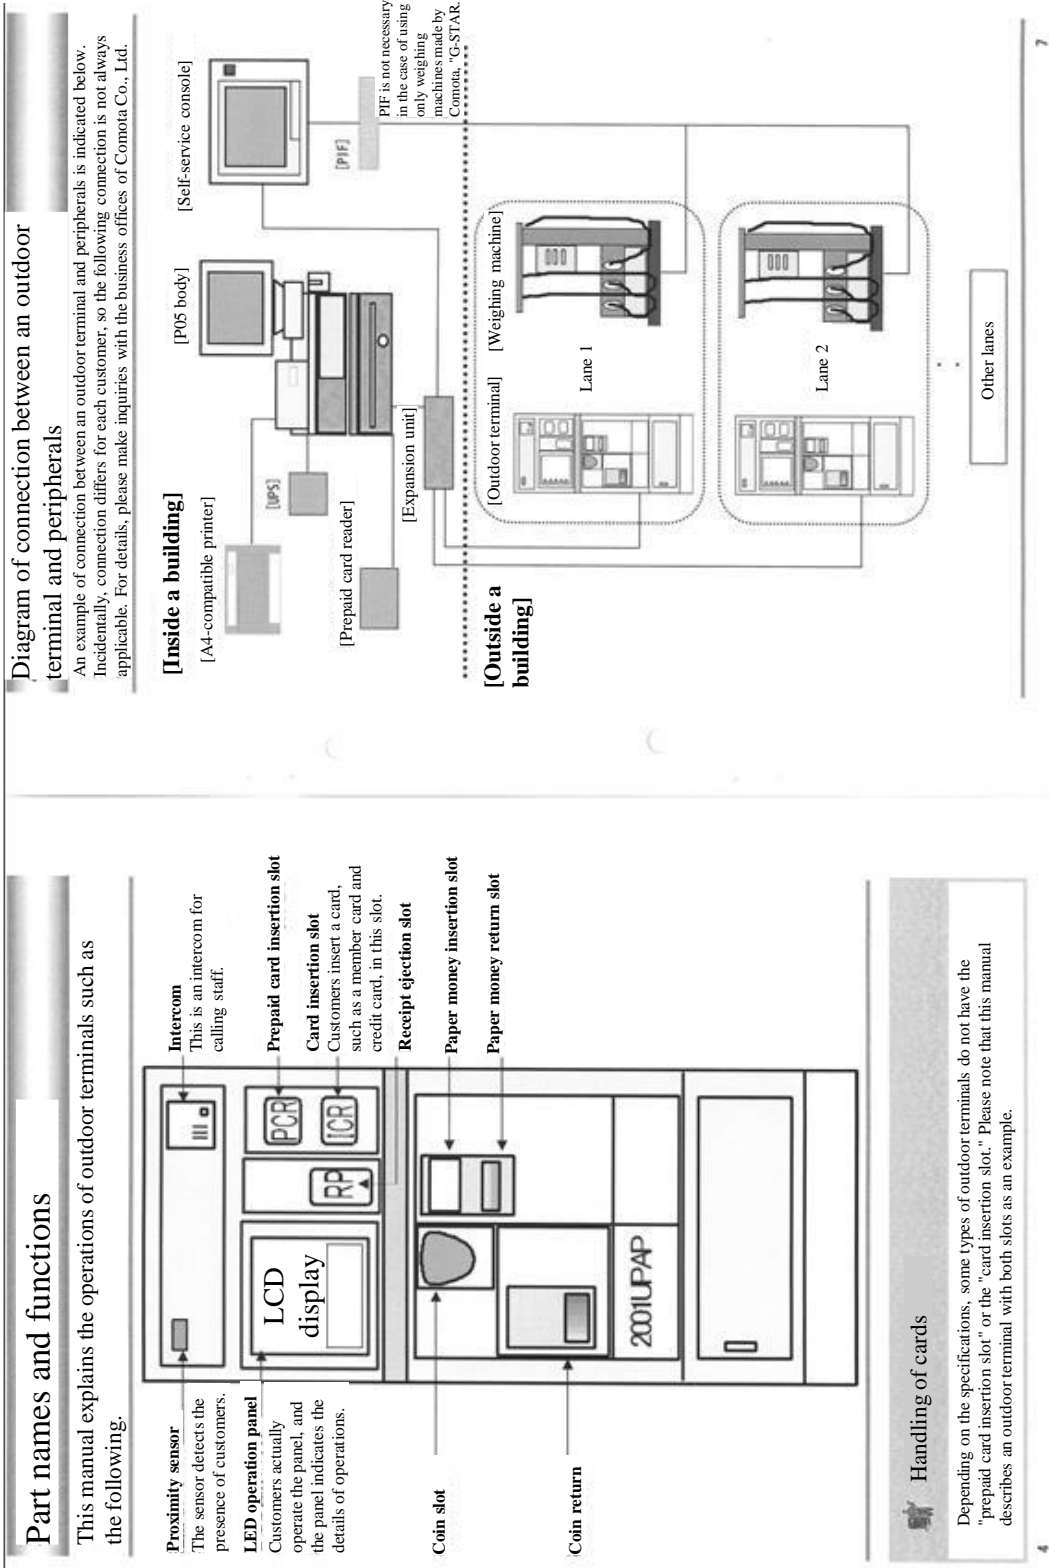 Part names and functions
This manual explains the operations of outdoor terminals such as
the following.
Proximity sensor
The sensor detects the
presence of customers.
LED operation panel
Customers actually
operate the panel, and
the panel indicates the
details of operations.
Coin slot
Coin return
LCD
display
RP
PCR
ICR
2001UPAP
Intercom
This is an intercom for
calling staff.
Prepaid card insertion slot
Card insertion slot
Customers insert a card,
such as a member card and
credit card, in this slot.
Receipt ejection slot
Paper money insertion slot
Paper money return slot
Handling of cards
Depending on the specifications, some types of outdoor terminals do not have the
"prepaid card insertion slot" or the "card insertion slot." Please note that this manual
describes an outdoor terminal with both slots as an example.
4
Diagram of connection between an outdoor
terminal and peripherals
An example of connection between an outdoor terminal and peripherals is indicated below.
Incidentally, connection differs for each customer, so the following connection is not always
applicable. For details, please make inquiries with the business offices of Comota Co., Ltd.
[Inside a building]
[A4-compatible printer]
[UPS]
[P05 body]
[Self-service console]
[PIF]
PIF is not necessary
in the case of using
only weighing
machines made by
Comota, "G-STAR.
[Prepaid card reader]
[Expansion unit]
[Outside a
building]
[Outdoor terminal]
[Weighing machine]
Lane 1
Lane 2
Other lanes
7